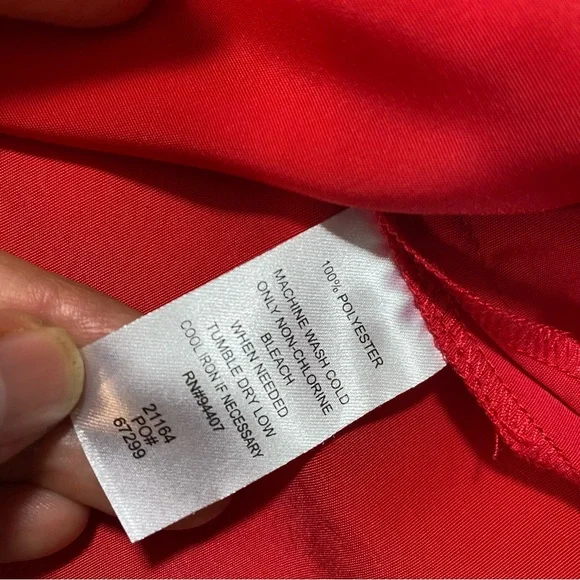 100% POLYESTER
MACHINE WASH COLD
ONLY NON-CHLORINE
BLEACH
WHEN NEEDED
TUMBLE DRY LOW
COOL IRON IF NECESSARY
RN#94407
21164
PO#
67299